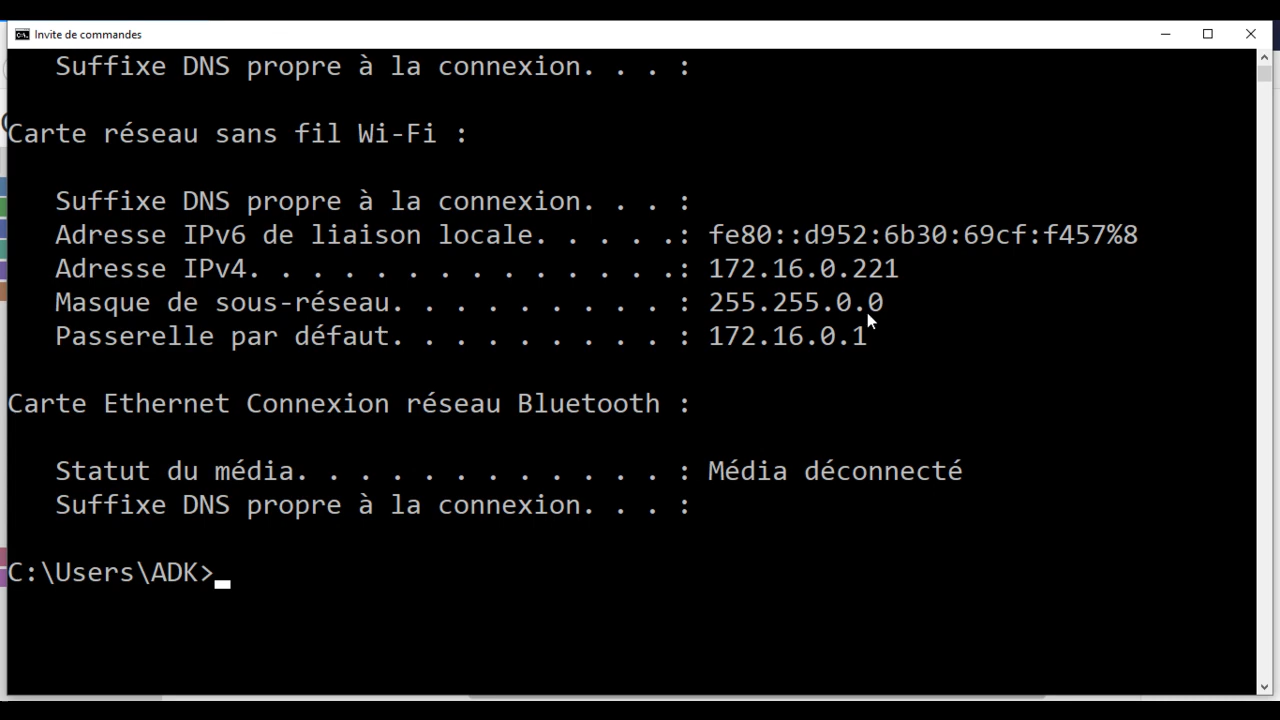 Invite de commandes
Suffixe DNS propre à la connexion. . . :
Carte réseau sans fil Wi-Fi :
Suffixe DNS propre à la connexion. . . :
Adresse IPv6 de liaison locale. . . . .: fe80::d952:6b30:69cf:f457%8
Adresse IPv4. . . . . . . . . . . . . .: 172.16.0.221
Masque de sous-réseau. . . . . . . . . : 255.255.0.0
Passerelle par défaut. . . . . . . . . : 172.16.0.1
Carte Ethernet Connexion réseau Bluetooth :
Statut du média. . . . . . . . . . . . : Média déconnecté
Suffixe DNS propre à la connexion. . . :
C:\Users\ADK>